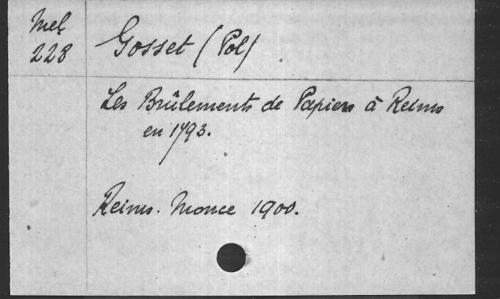 Mel
228
Gosset (Pol)
Les Brûlements de Papiers à Reims
en 1793.
Reims. Monce 1900.